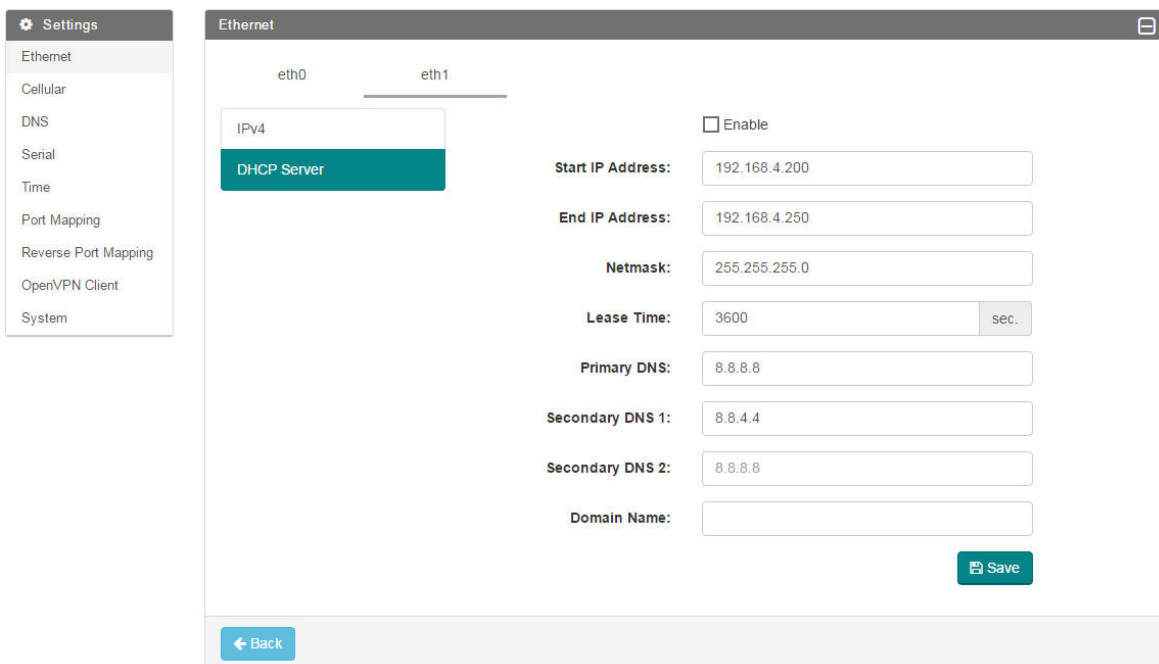 Settings
Ethernet
Cellular
DNS
Serial
Time
Port Mapping
Reverse Port Mapping
OpenVPN Client
System
Ethernet
eth0 eth1
IPv4
DHCP Server
Enable
Start IP Address: 192.168.4.200
End IP Address: 192.168.4.250
Netmask: 255.255.255.0
Lease Time: 3600 sec.
Primary DNS: 8.8.8.8
Secondary DNS 1: 8.8.4.4
Secondary DNS 2: 8.8.8.8
Domain Name:
Save
Back